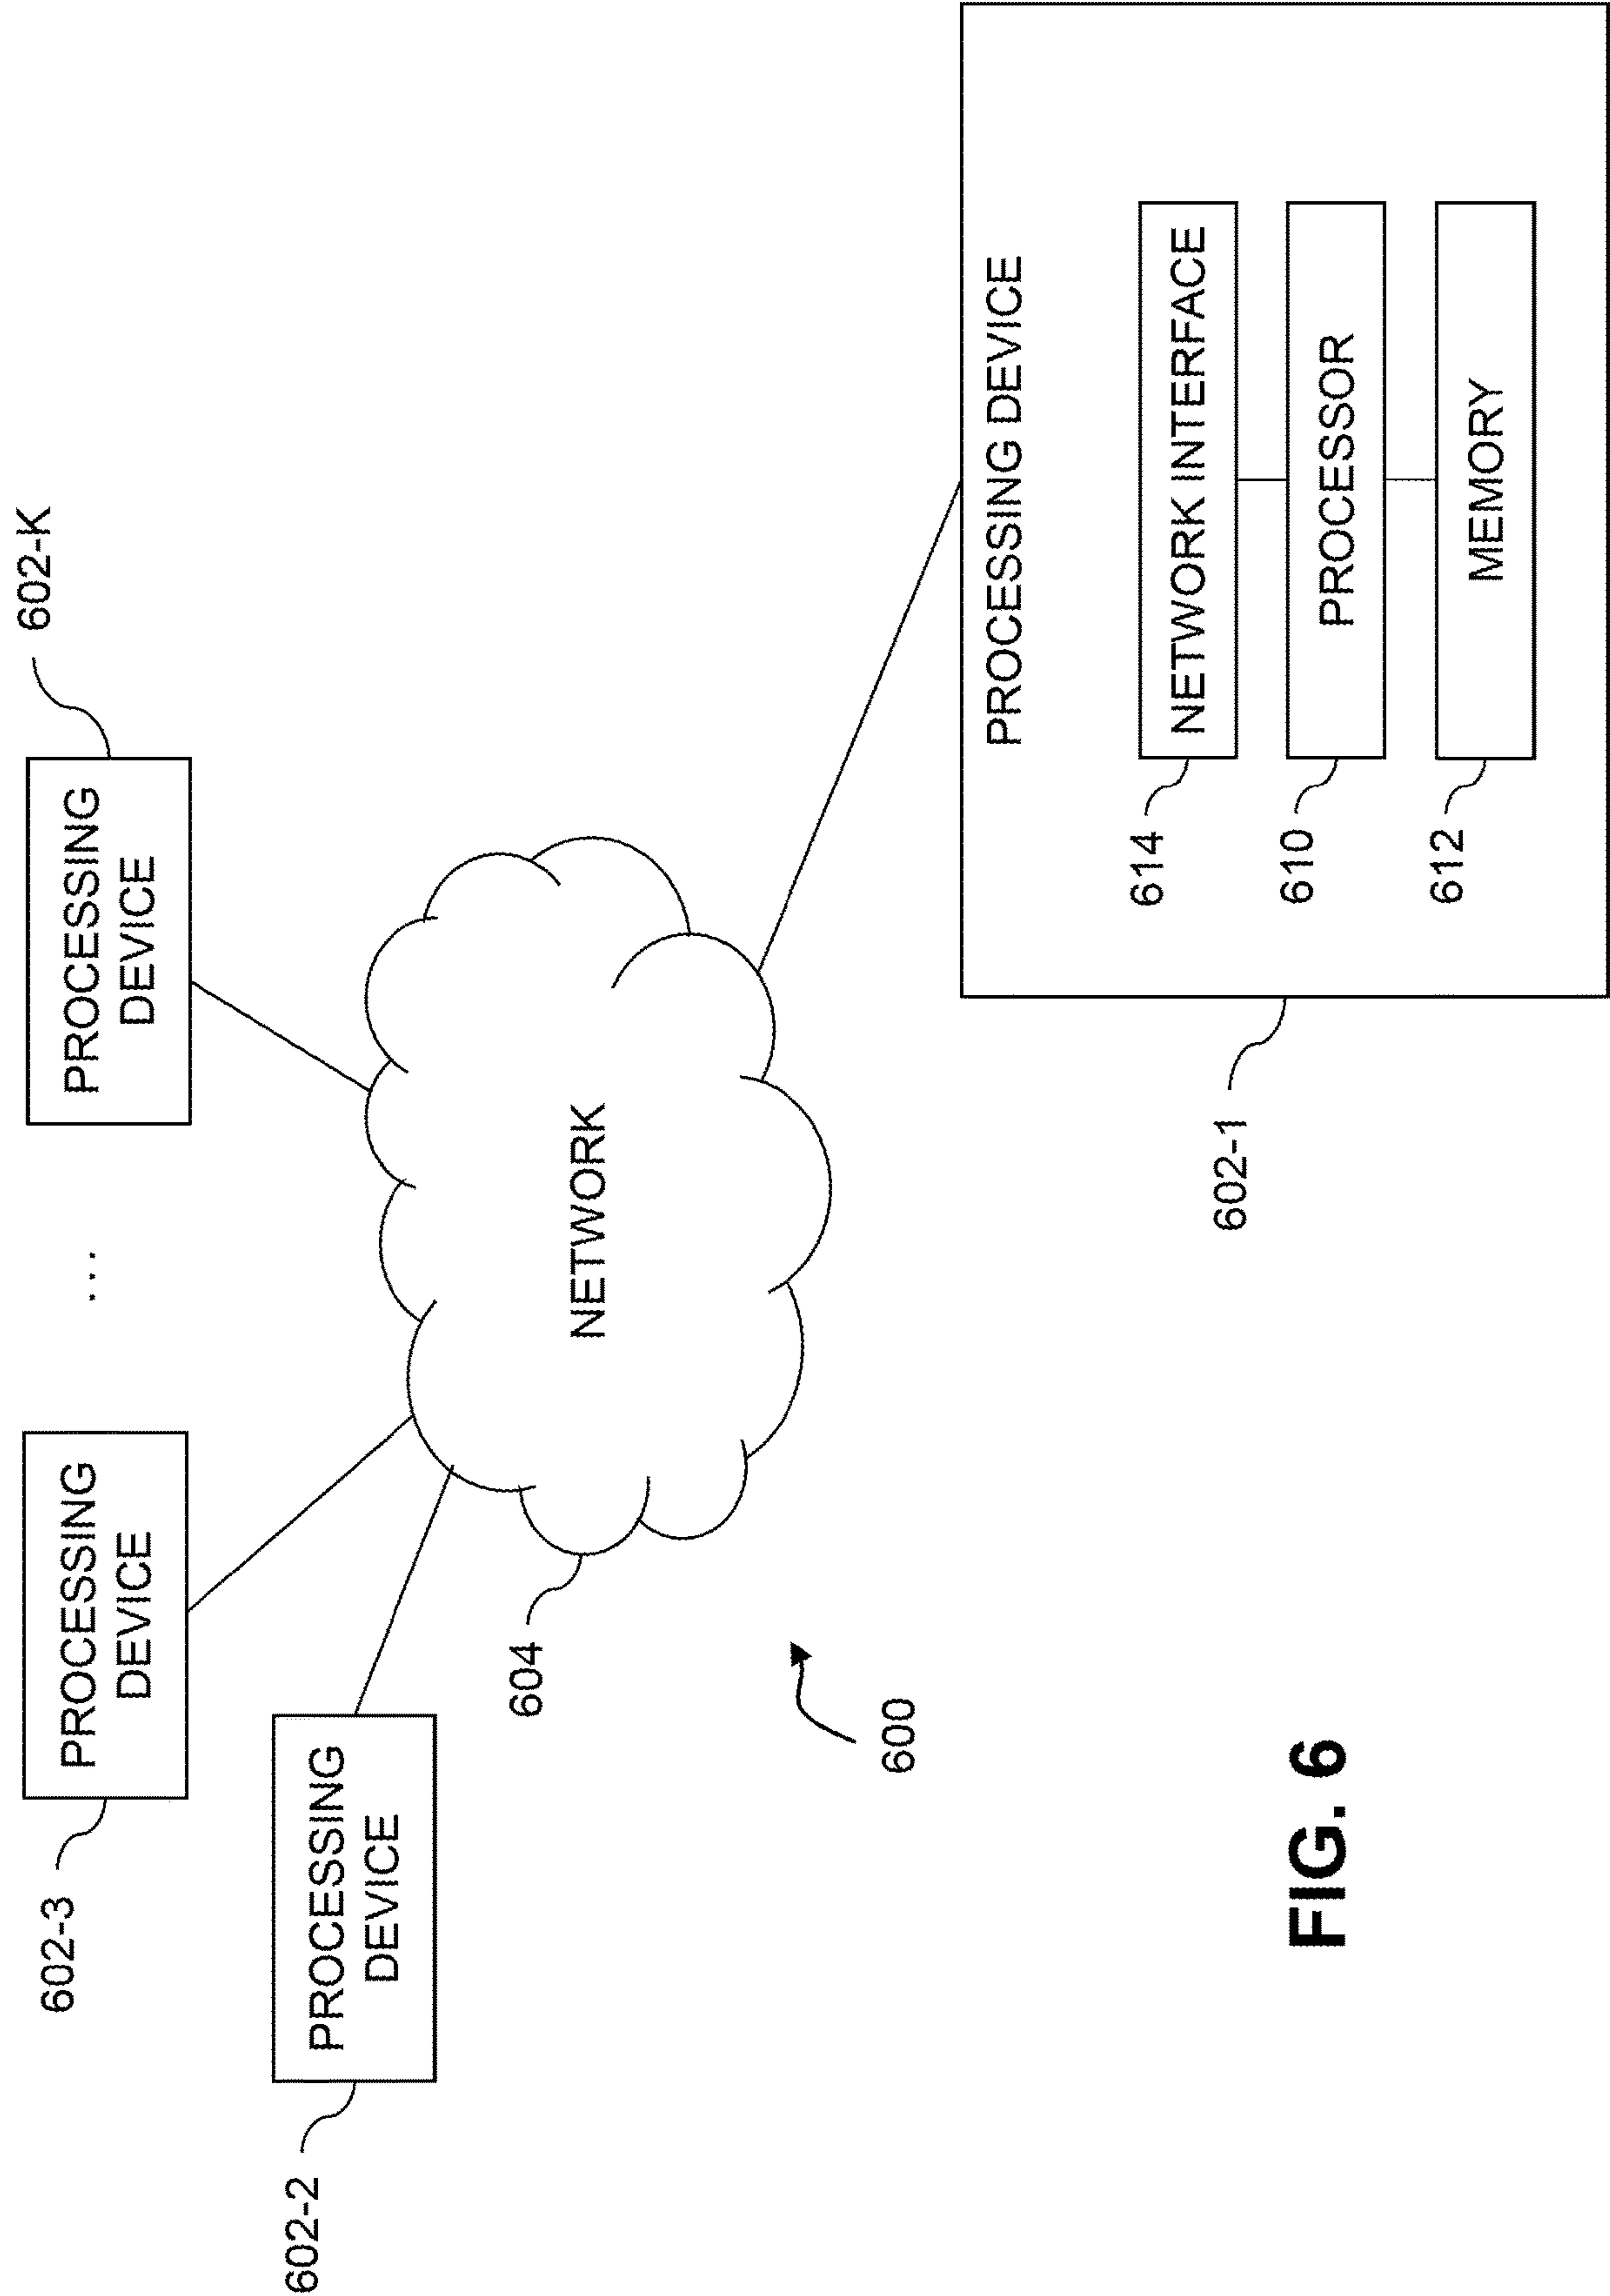 602-2
PROCESSING
DEVICE
602-3
PROCESSING
DEVICE
...
PROCESSING
DEVICE
602-K
604
NETWORK
600
PROCESSING DEVICE
614
NETWORK INTERFACE
610
PROCESSOR
612
MEMORY
602-1
FIG. 6